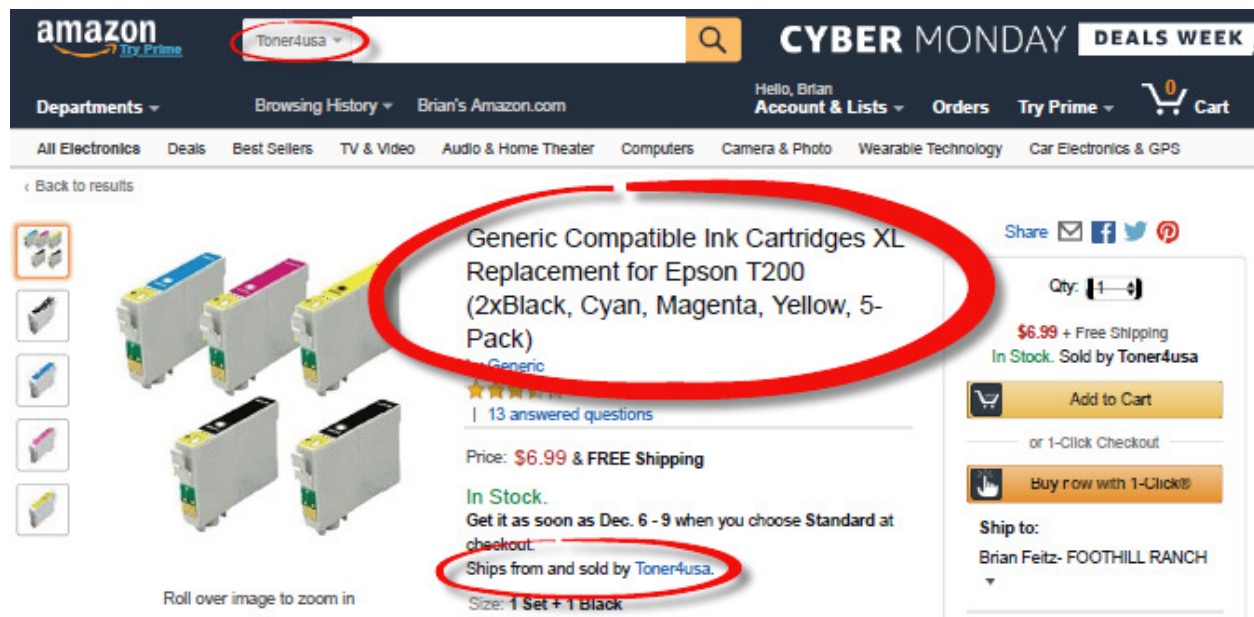 amazon
Try Prime
Toner4usa
CYBER MONDAY DEALS WEEK
Departments
Browsing History
Brian's Amazon.com
Hello, Brian
Account & Lists
Orders
Try Prime
0
Cart
All Electronics
Deals
Best Sellers
TV & Video
Audio & Home Theater
Computers
Camera & Photo
Wearable Technology
Car Electronics & GPS
‹ Back to results
Generic Compatible Ink Cartridges XL
Replacement for Epson T200
(2xBlack, Cyan, Magenta, Yellow, 5-
Pack)
by Generic
| 13 answered questions
Price: $6.99 & FREE Shipping
In Stock.
Get it as soon as Dec. 6 - 9 when you choose Standard at
checkout.
Ships from and sold by Toner4usa.
Size: 1 Set + 1 Black
Roll over image to zoom in
Share
Qty: 1
$6.99 + Free Shipping
In Stock. Sold by Toner4usa
Add to Cart
or 1-Click Checkout
Buy now with 1-Click®
Ship to:
Brian Feitz- FOOTHILL RANCH